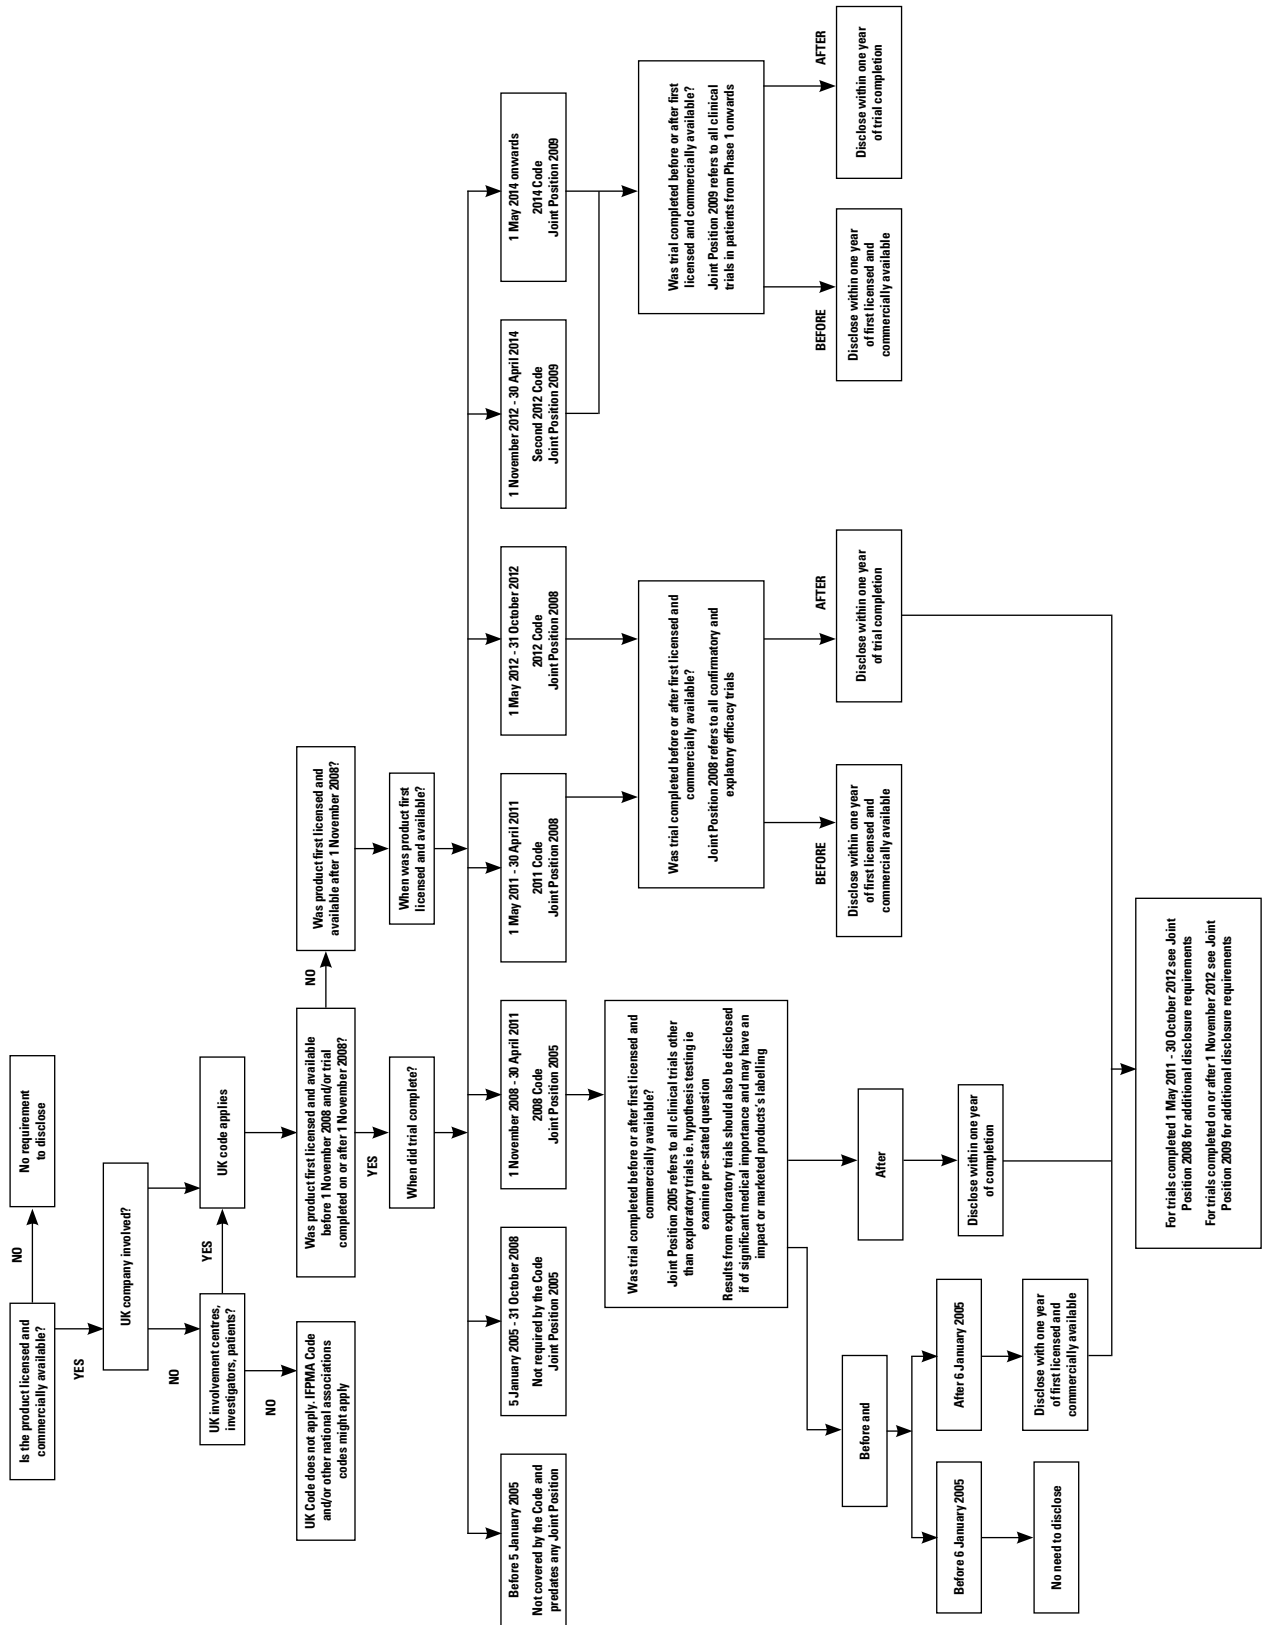 Is the product licensed and
commercially available?
NO
No requirement
to disclose
YES
UK company involved?
NO
UK involvement centres,
investigators, patients?
YES
UK code applies
NO
UK Code does not apply. IFPMA Code
and/or other national associations
codes might apply
Was product first licensed and available
before 1 November 2008 and/or trial
completed on or after 1 November 2008?
NO
Was product first licensed and
available after 1 November 2008?
YES
When did trial complete?
When was product first
licensed and available?
Before 5 January 2005
Not covered by the Code and
predates any Joint Position
5 January 2005 - 31 October 2008
Not required by the Code
Joint Position 2005
1 November 2008 - 30 April 2011
2008 Code
Joint Position 2005
1 May 2011 - 30 April 2011
2011 Code
Joint Position 2008
1 May 2012 - 31 October 2012
2012 Code
Joint Position 2008
1 November 2012 - 30 April 2014
Second 2012 Code
Joint Position 2009
1 May 2014 onwards
2014 Code
Joint Position 2009
Was trial completed before or after first licensed and
commercially available?
Joint Position 2005 refers to all clinical trials other
than exploratory trials ie. hypothesis testing ie
examine pre-stated question
Results from exploratory trials should also be disclosed
if of significant medical importance and may have an
impact or marketed products's labelling
Was trial completed before or after first licensed and
commercially available?
Joint Position 2008 refers to all confirmatory and
explatory efficacy trials
Was trial completed before or after first
licensed and commercially available?
Joint Position 2009 refers to all clinical
trials in patients from Phase 1 onwards
Before and
After
BEFORE
AFTER
BEFORE
AFTER
Before 6 January 2005
After 6 January 2005
Disclose within one year
of completion
Disclose within one year
of first licensed and
commercially available
Disclose within one year
of trial completion
Disclose within one year
of first licensed and
commercially available
Disclose within one year
of trial completion
No need to disclose
Disclose with one year
of first licensed and
commercially available
For trials completed 1 May 2011 - 30 October 2012 see Joint
Position 2008 for additional disclosure requirements
For trials completed on or after 1 November 2012 see Joint
Position 2009 for additional disclosure requirements